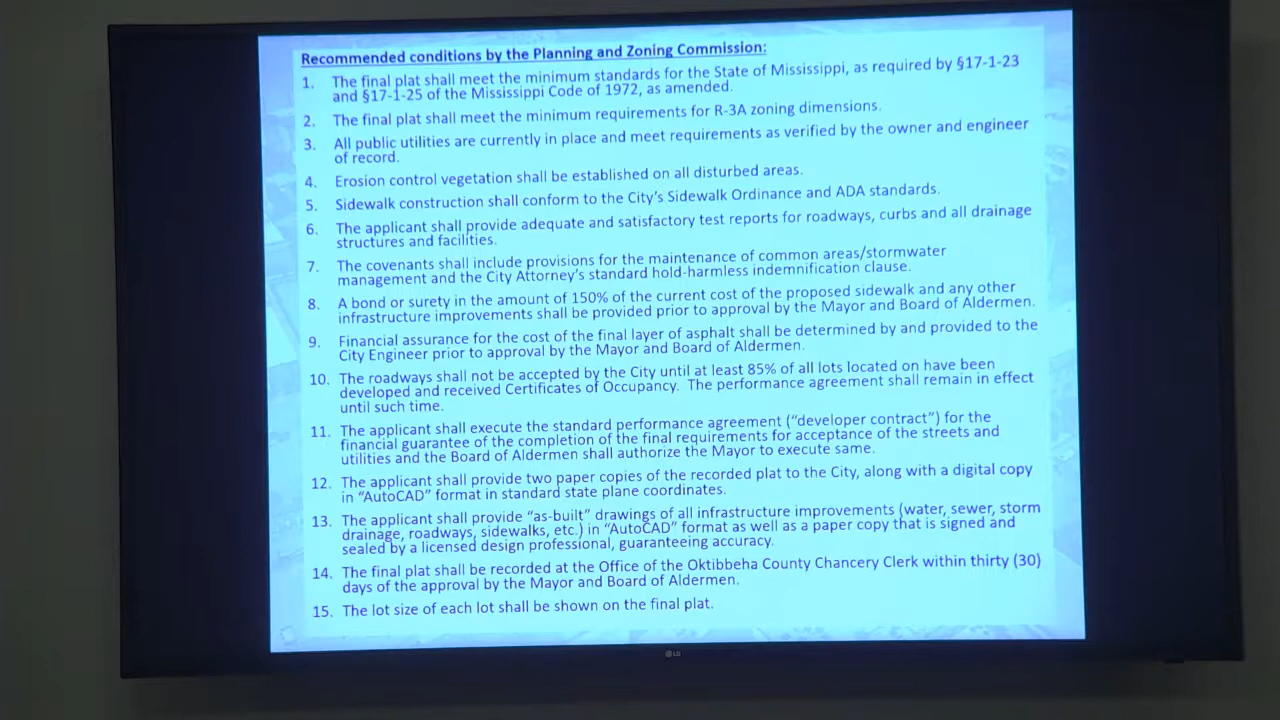 Recommended conditions by the Planning and Zoning Commission:
1. The final plat shall meet the minimum standards for the State of Mississippi, as required by §17-1-23
and §17-1-25 of the Mississippi Code of 1972, as amended.
2. The final plat shall meet the minimum requirements for R-3A zoning dimensions.
3. All public utilities are currently in place and meet requirements as verified by the owner and engineer
of record.
4. Erosion control vegetation shall be established on all disturbed areas.
5. Sidewalk construction shall conform to the City's Sidewalk Ordinance and ADA standards.
6. The applicant shall provide adequate and satisfactory test reports for roadways, curbs and all drainage
structures and facilities.
7. The covenants shall include provisions for the maintenance of common areas/stormwater
management and the City Attorney's standard hold-harmless indemnification clause.
8. A bond or surety in the amount of 150% of the current cost of the proposed sidewalk and any other
infrastructure improvements shall be provided prior to approval by the Mayor and Board of Aldermen.
9. Financial assurance for the cost of the final layer of asphalt shall be determined by and provided to the
City Engineer prior to approval by the Mayor and Board of Aldermen.
10. The roadways shall not be accepted by the City until at least 85% of all lots located on have been
developed and received Certificates of Occupancy. The performance agreement shall remain in effect
until such time.
11. The applicant shall execute the standard performance agreement ("developer contract") for the
financial guarantee of the completion of the final requirements for acceptance of the streets and
utilities and the Board of Aldermen shall authorize the Mayor to execute same.
12. The applicant shall provide two paper copies of the recorded plat to the City, along with a digital copy
in "AutoCAD" format in standard state plane coordinates.
13. The applicant shall provide "as-built" drawings of all infrastructure improvements (water, sewer, storm
drainage, roadways, sidewalks, etc.) in "AutoCAD" format as well as a paper copy that is signed and
sealed by a licensed design professional, guaranteeing accuracy.
14. The final plat shall be recorded at the Office of the Oktibbeha County Chancery Clerk within thirty (30)
days of the approval by the Mayor and Board of Aldermen.
15. The lot size of each lot shall be shown on the final plat.
LG